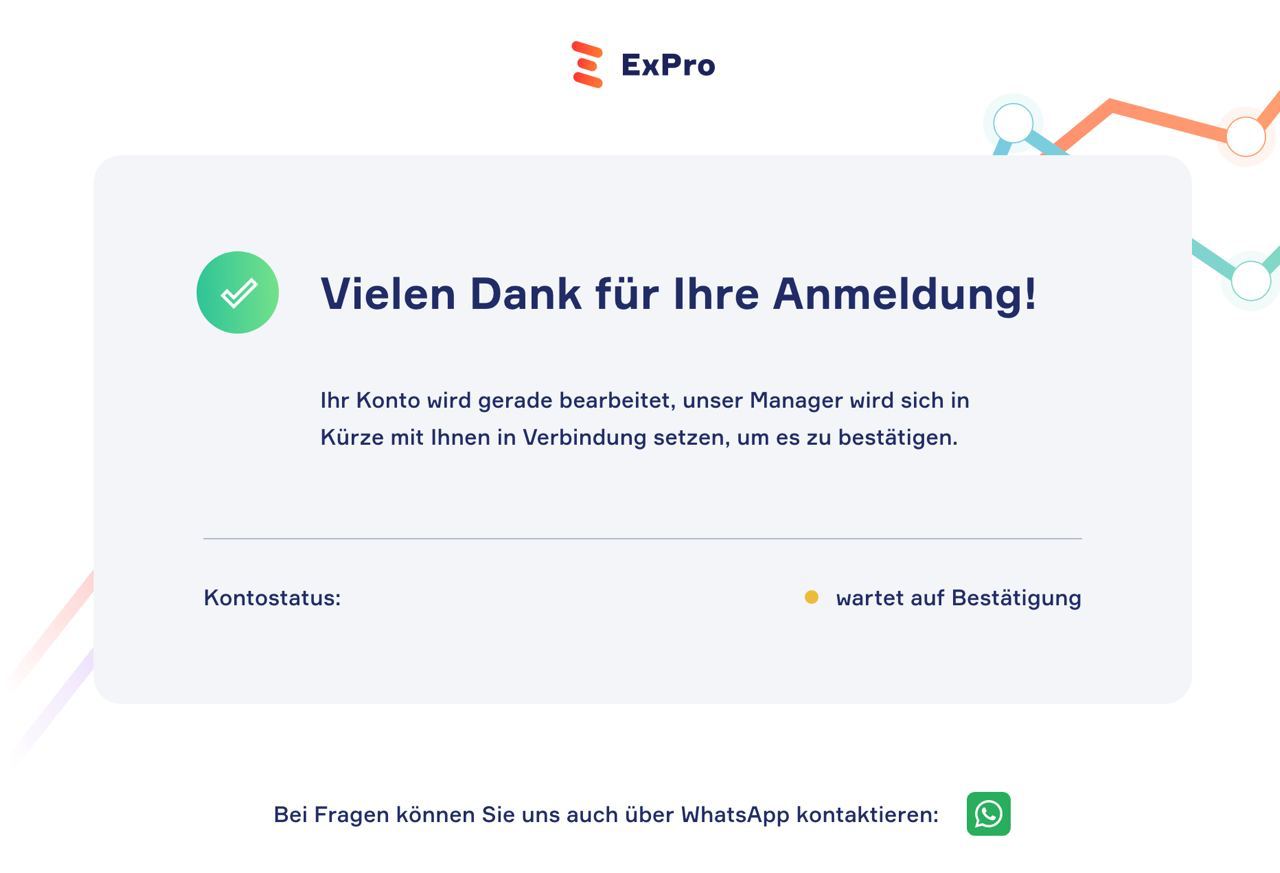 ExPro
Vielen Dank für Ihre Anmeldung!
Ihr Konto wird gerade bearbeitet, unser Manager wird sich in
Kürze mit Ihnen in Verbindung setzen, um es zu bestätigen.
Kontostatus: wartet auf Bestätigung
Bei Fragen können Sie uns auch über WhatsApp kontaktieren: